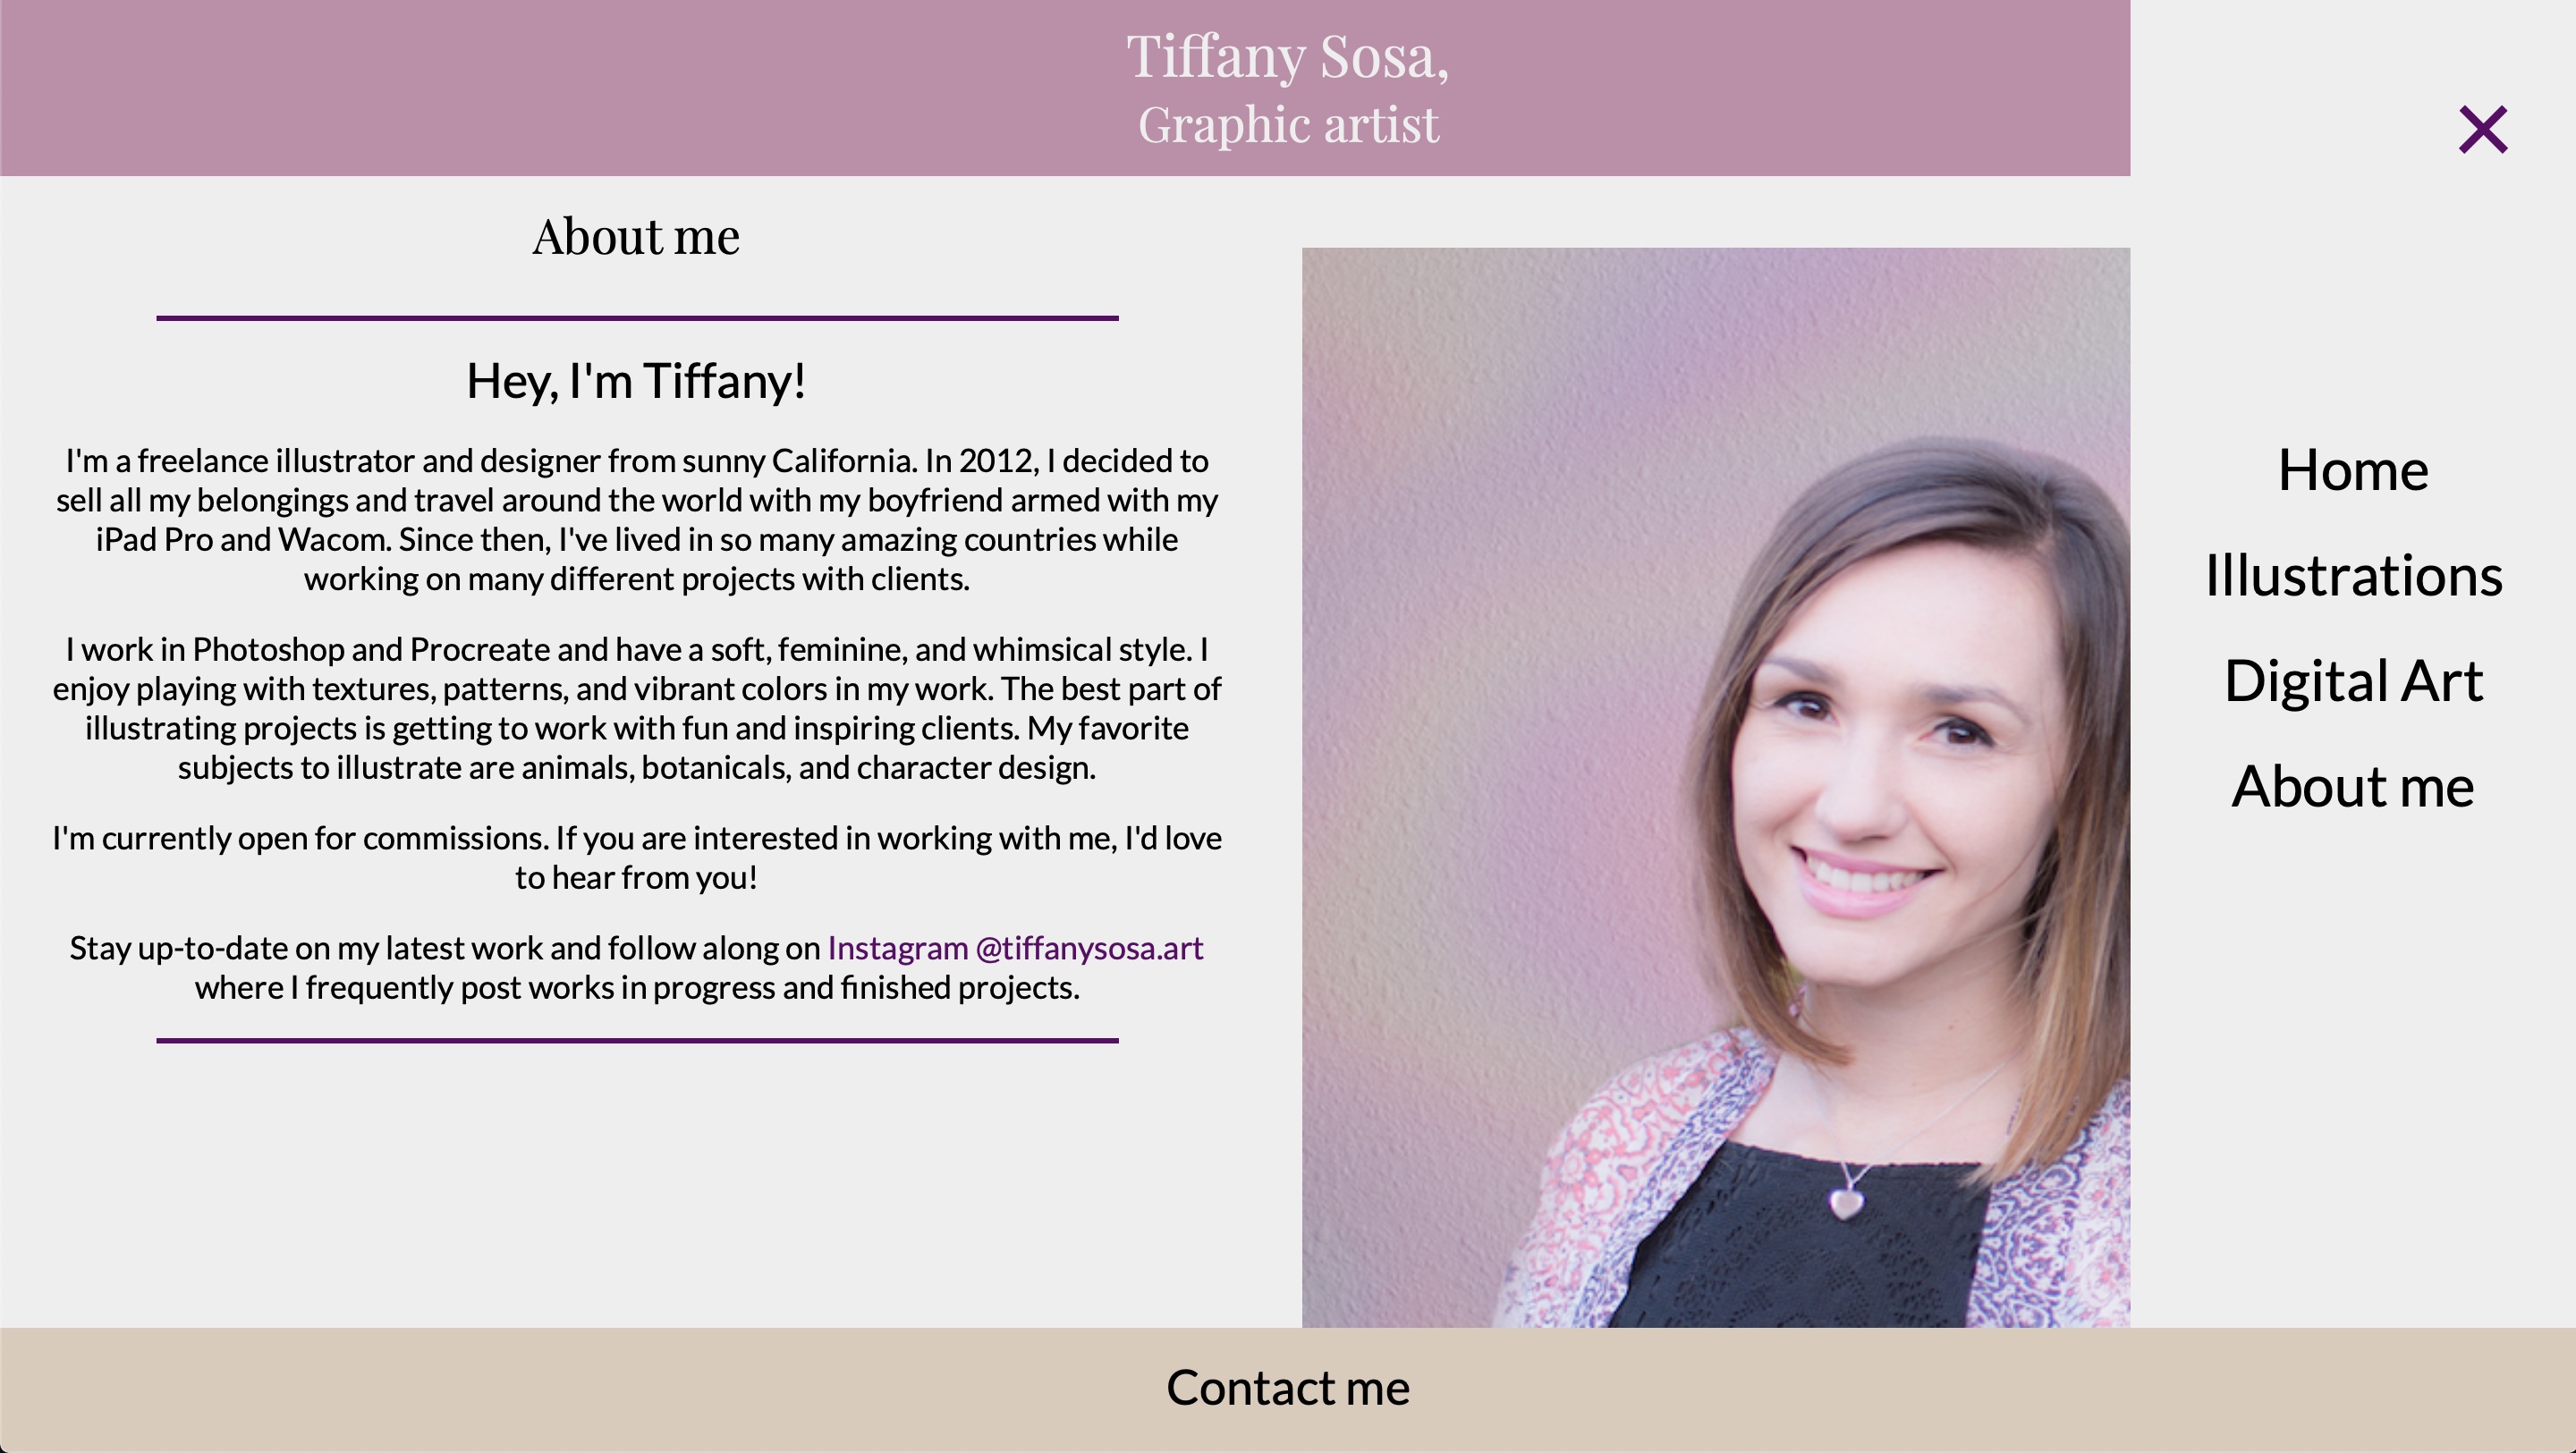 Tiffany Sosa,
Graphic artist
About me
Hey, I'm Tiffany!
I'm a freelance illustrator and designer from sunny California. In 2012, I decided to
sell all my belongings and travel around the world with my boyfriend armed with my
iPad Pro and Wacom. Since then, I've lived in so many amazing countries while
working on many different projects with clients.
I work in Photoshop and Procreate and have a soft, feminine, and whimsical style. I
enjoy playing with textures, patterns, and vibrant colors in my work. The best part of
illustrating projects is getting to work with fun and inspiring clients. My favorite
subjects to illustrate are animals, botanicals, and character design.
I'm currently open for commissions. If you are interested in working with me, I'd love
to hear from you!
Stay up-to-date on my latest work and follow along on Instagram @tiffanysosa.art
where I frequently post works in progress and finished projects.
Home
Illustrations
Digital Art
About me
Contact me